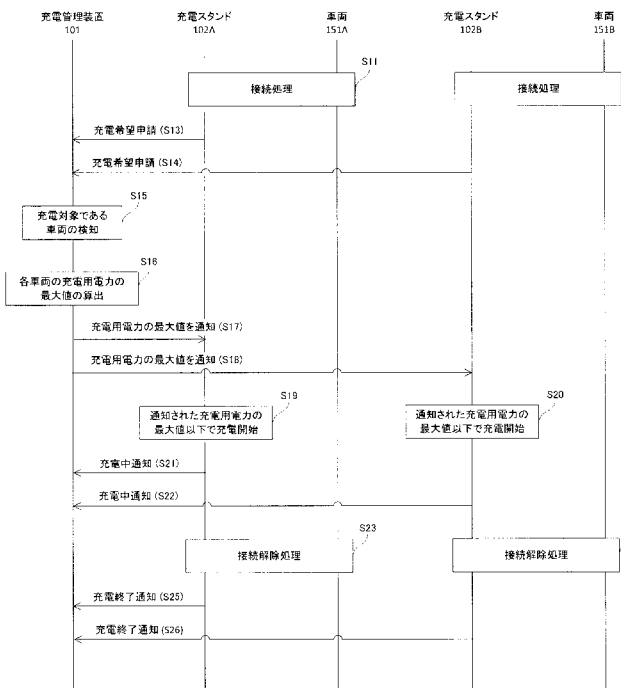 充電管理装置
101
充電スタンド
102A
車両
151A
充電スタンド
102B
車両
151B
S11
接続処理
接続処理
充電希望申請(S13)
充電希望申請(S14)
S15
充電対象である
車両の検知
S16
各車両の充電用電力の
最大値の算出
充電用電力の最大値を通知(S17)
充電用電力の最大値を通知(S18)
S19
通知された充電用電力の
最大値以下で充電開始
S20
通知された充電用電力の
最大値以下で充電開始
充電中通知(S21)
充電中通知(S22)
S23
接続解除処理
接続解除処理
充電終了通知(S25)
充電終了通知(S26)